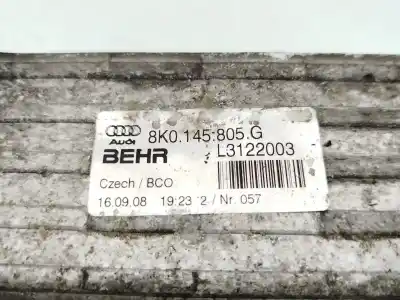 Audi 8K0.145.805.G
BEHR L3122003
Czech / BCO
16.09.08 19:23 2 / Nr. 057